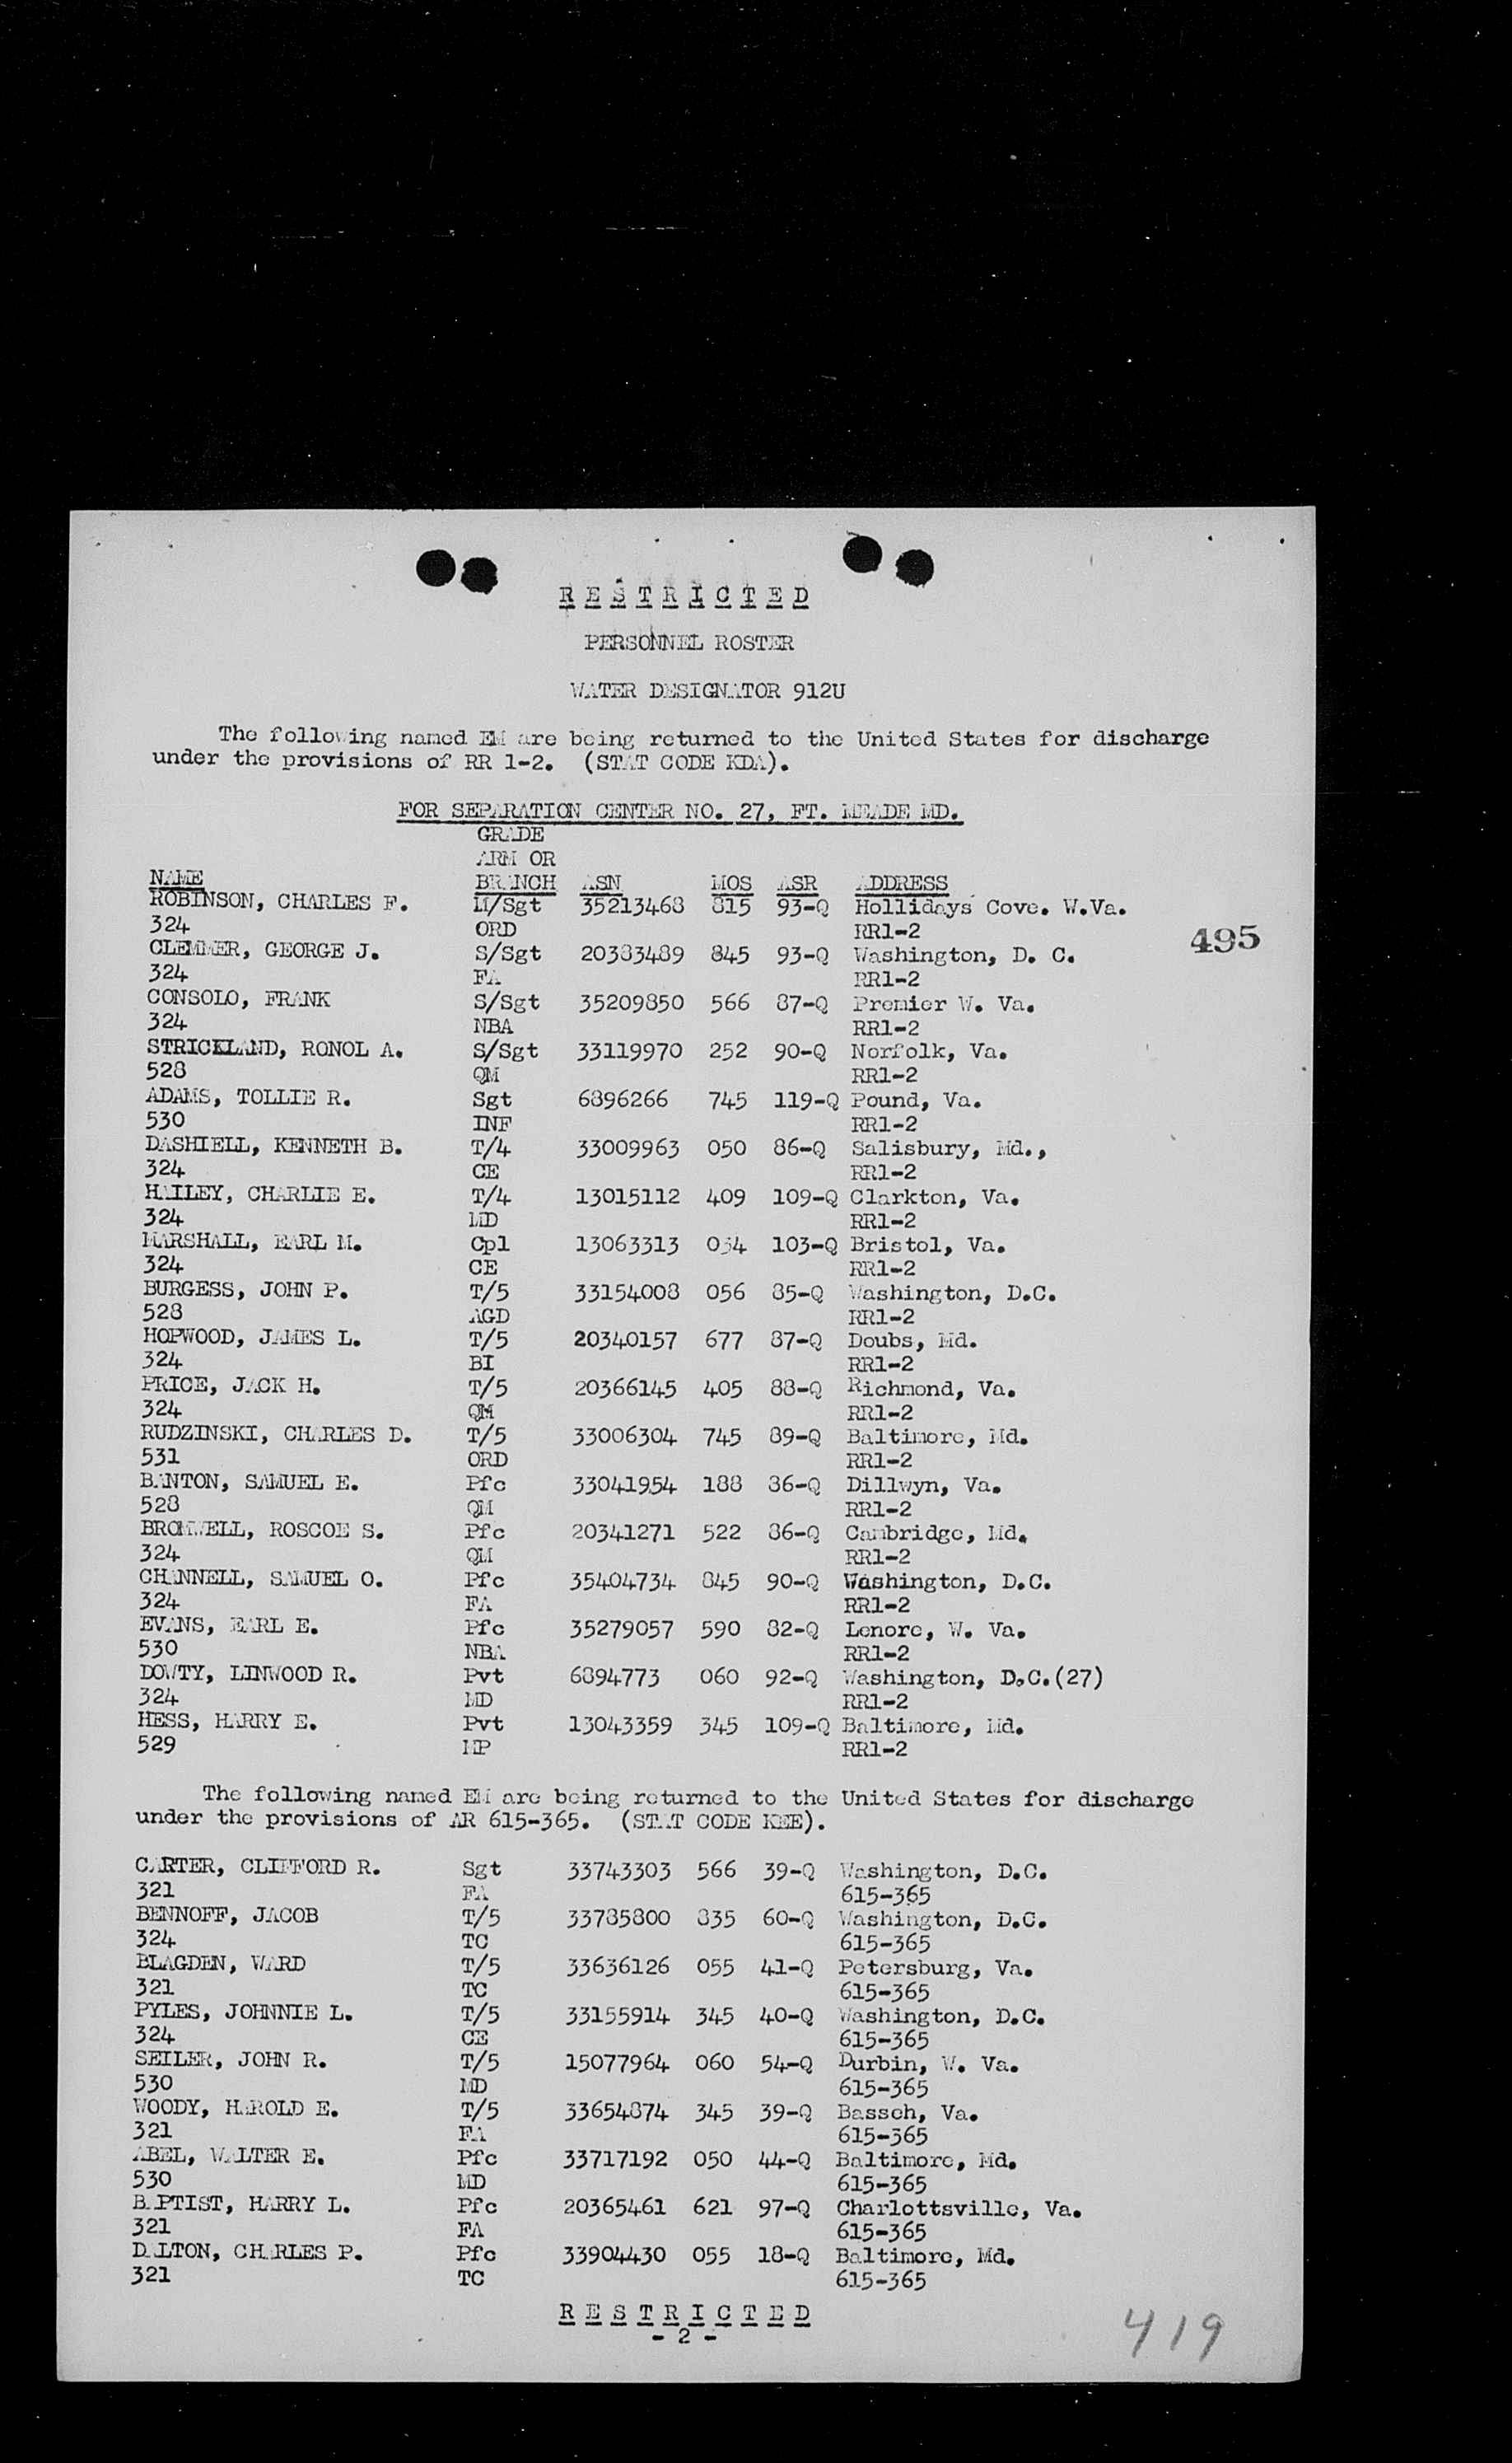 R E S T R I C T E D
PERSONNEL ROSTER
WATER DESIGNATOR 912U
The following named EM are being returned to the United States for discharge
under the provisions of RR 1-2. (STAT CODE KDA).
FOR SEPARATION CENTER NO. 27, FT. MEADE MD.
GRADE
ARM OR
NAME BRANCH ASN MOS ASR ADDRESS
ROBINSON, CHARLES F. M/Sgt 35213468 815 93-Q Hollidays Cove. W.Va.
324 ORD RR1-2
495
CLEMMER, GEORGE J. S/Sgt 20383489 845 93-Q Washington, D. C.
324 FA RR1-2
CONSOLO, FRANK S/Sgt 35209850 566 87-Q Premier W. Va.
324 NBA RR1-2
STRICKLAND, RONOL A. S/Sgt 33119970 252 90-Q Norfolk, Va.
528 QM RR1-2
ADAMS, TOLLIE R. Sgt 6896266 745 119-Q Pound, Va.
530 INF RR1-2
DASHIELL, KENNETH B. T/4 33009963 050 86-Q Salisbury, Md.,
324 CE RR1-2
HAILEY, CHARLIE E. T/4 13015112 409 109-Q Clarkton, Va.
324 MD RR1-2
MARSHALL, EARL M. Cpl 13063313 103-Q Bristol, Va.
324 CE RR1-2
BURGESS, JOHN P. T/5 33154008 056 85-Q Washington, D.C.
528 AGD RR1-2
HOPWOOD, JAMES L. T/5 20340157 677 87-Q Doubs, Md.
324 BI RR1-2
PRICE, JACK H. T/5 20366145 405 88-Q Richmond, Va.
324 QM RR1-2
RUDZINSKI, CHARLES D. T/5 33006304 745 89-Q Baltimore, Md.
531 ORD RR1-2
BANTON, SAMUEL E. Pfc 33041954 188 86-Q Dillwyn, Va.
528 QM RR1-2
BROMWELL, ROSCOE S. Pfc 20341271 522 86-Q Cambridge, Md.
324 QM RR1-2
CHANNELL, SAMUEL O. Pfc 35404734 845 90-Q Washington, D.C.
324 FA RR1-2
EVANS, EARL E. Pfc 35279057 590 82-Q Lenore, W. Va.
530 NBA RR1-2
DOWTY, LINWOOD R. Pvt 6894773 060 92-Q Washington, D.C.(27)
324 MD RR1-2
HESS, HARRY E. Pvt 13043359 345 109-Q Baltimore, Md.
529 MP RR1-2
The following named EM are being returned to the United States for discharge
under the provisions of AR 615-365. (STAT CODE KEE).
CARTER, CLIFFORD R. Sgt 33743303 566 39-Q Washington, D.C.
321 FA 615-365
BENNOFF, JACOB T/5 33785800 835 60-Q Washington, D.C.
324 TC 615-365
BLAGDEN, WARD T/5 33636126 055 41-Q Petersburg, Va.
321 TC 615-365
PYLES, JOHNNIE L. T/5 33155914 345 40-Q Washington, D.C.
324 CE 615-365
SEILER, JOHN R. T/5 15077964 060 54-Q Durbin, W. Va.
530 MD 615-365
WOODY, HAROLD E. T/5 33654874 345 39-Q Bassch, Va.
321 FA 615-365
ABEL, WALTER E. Pfc 33717192 050 44-Q Baltimore, Md.
530 MD 615-365
BAPTIST, HARRY L. Pfc 20365461 621 97-Q Charlottsville, Va.
321 FA 615-365
DALTON, CHARLES P. Pfc 33904430 055 18-Q Baltimore, Md.
321 TC 615-365
R E S T R I C T E D
- 2 -
419